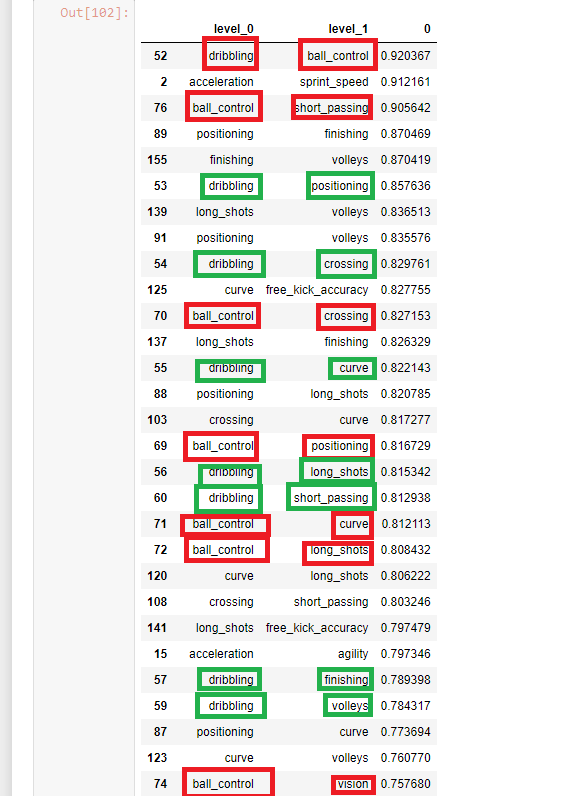 Out[102]:
level_0 level_1 0
52 dribbling ball_control 0.920367
2 acceleration sprint_speed 0.912161
76 ball_control short_passing 0.905642
89 positioning finishing 0.870469
155 finishing volleys 0.870419
53 dribbling positioning 0.857636
139 long_shots volleys 0.836513
91 positioning volleys 0.835576
54 dribbling crossing 0.829761
125 curve free_kick_accuracy 0.827755
70 ball_control crossing 0.827153
137 long_shots finishing 0.826329
55 dribbling curve 0.822143
88 positioning long_shots 0.820785
103 crossing curve 0.817277
69 ball_control positioning 0.816729
56 dribbling long_shots 0.815342
60 dribbling short_passing 0.812938
71 ball_control curve 0.812113
72 ball_control long_shots 0.808432
120 curve long_shots 0.806222
108 crossing short_passing 0.803246
141 long_shots free_kick_accuracy 0.797479
15 acceleration agility 0.797346
57 dribbling finishing 0.789398
59 dribbling volleys 0.784317
87 positioning curve 0.773694
123 curve volleys 0.760770
74 ball_control vision 0.757680